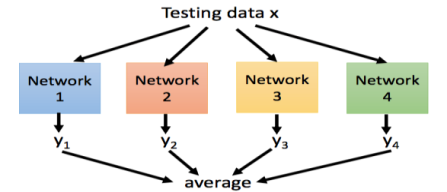 Testing data x
Network 1
Network 2
Network 3
Network 4
y₁
y₂
y₃
y₄
average